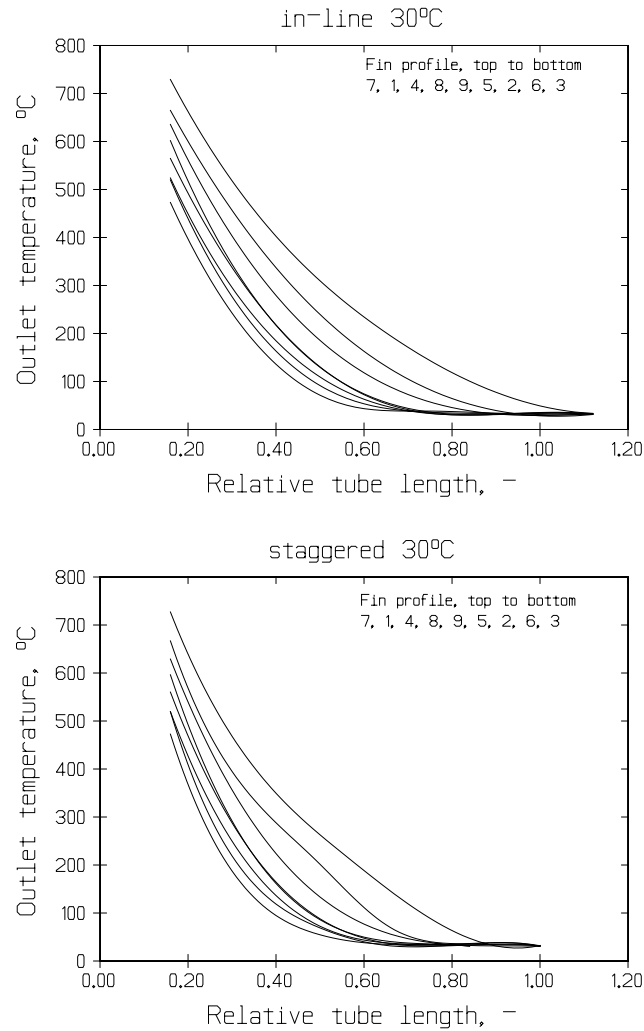 in-line 30°C
800
700
600
500
400
300
200
100
0
Outlet temperature, °C
Fin profile, top to bottom
7, 1, 4, 8, 9, 5, 2, 6, 3
0.00 0.20 0.40 0.60 0.80 1.00 1.20
Relative tube length, -
staggered 30°C
800
700
600
500
400
300
200
100
0
Outlet temperature, °C
Fin profile, top to bottom
7, 1, 4, 8, 9, 5, 2, 6, 3
0.00 0.20 0.40 0.60 0.80 1.00 1.20
Relative tube length, -